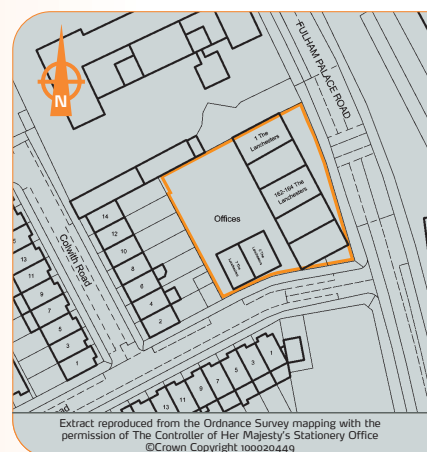 N
FULHAM PALACE ROAD
1 The
Lanchesters
162-164 The
Lanchesters
Offices
Colwith Road
14
12
10
8
6
4
2
13
11
9
7
5
3
1
13
11
9
7
5
3
1
Extract reproduced from the Ordnance Survey mapping with the
permission of The Controller of Her Majesty's Stationery Office
©Crown Copyright 100020449